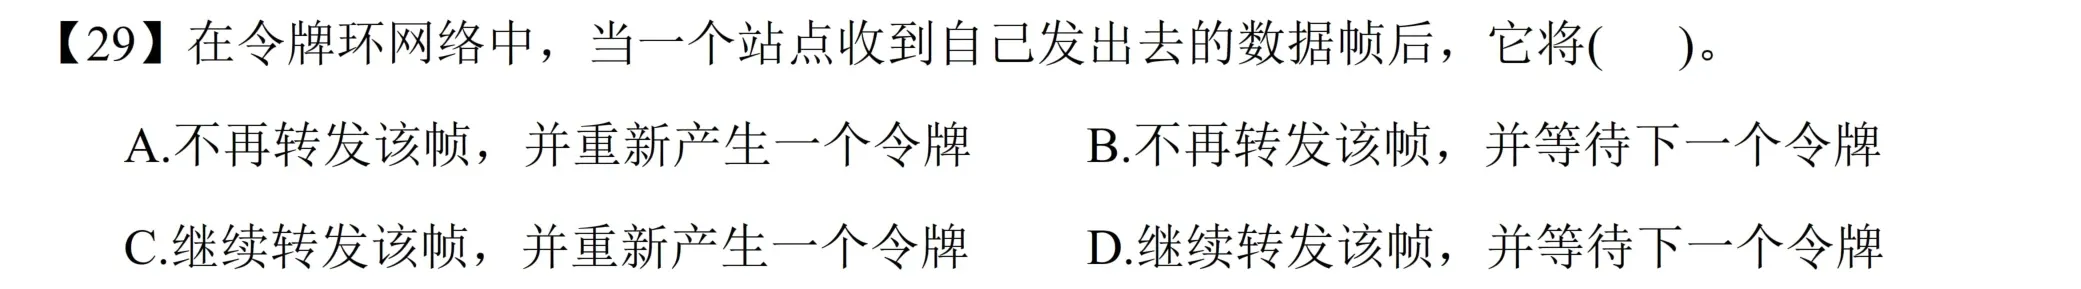 【29】在令牌环网络中，当一个站点收到自己发出去的数据帧后，它将(    )。
A.不再转发该帧，并重新产生一个令牌    B.不再转发该帧，并等待下一个令牌
C.继续转发该帧，并重新产生一个令牌    D.继续转发该帧，并等待下一个令牌